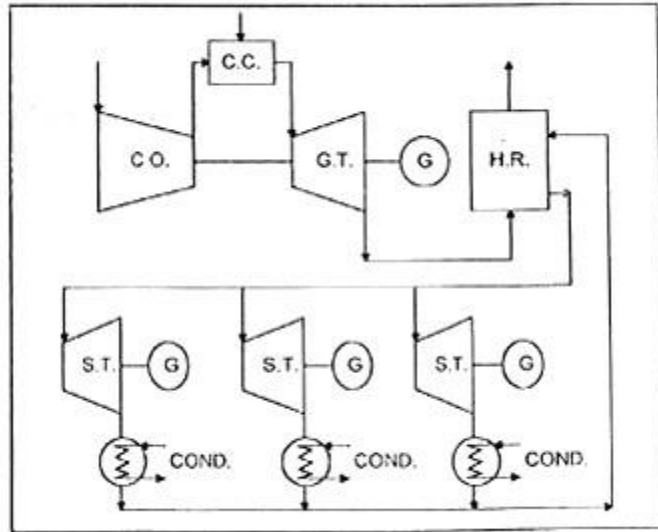 C.C.
C.O. G.T. G H.R.
S.T. G S.T. G S.T. G
COND. COND. COND.